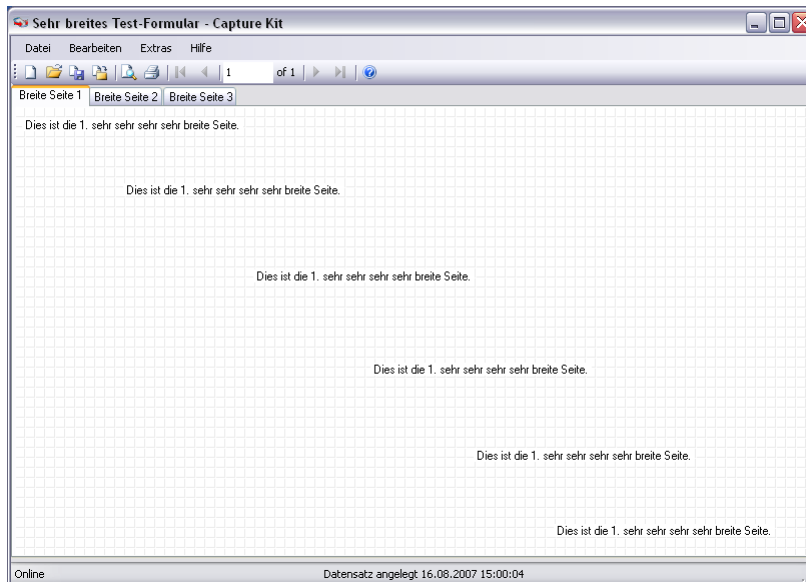 Sehr breites Test-Formular - Capture Kit
Datei Bearbeiten Extras Hilfe
1 of 1
Breite Seite 1 Breite Seite 2 Breite Seite 3
Dies ist die 1. sehr sehr sehr sehr breite Seite.
Dies ist die 1. sehr sehr sehr sehr breite Seite.
Dies ist die 1. sehr sehr sehr sehr breite Seite.
Dies ist die 1. sehr sehr sehr sehr breite Seite.
Dies ist die 1. sehr sehr sehr sehr breite Seite.
Dies ist die 1. sehr sehr sehr sehr breite Seite.
Online Datensatz angelegt 16.08.2007 15:00:04